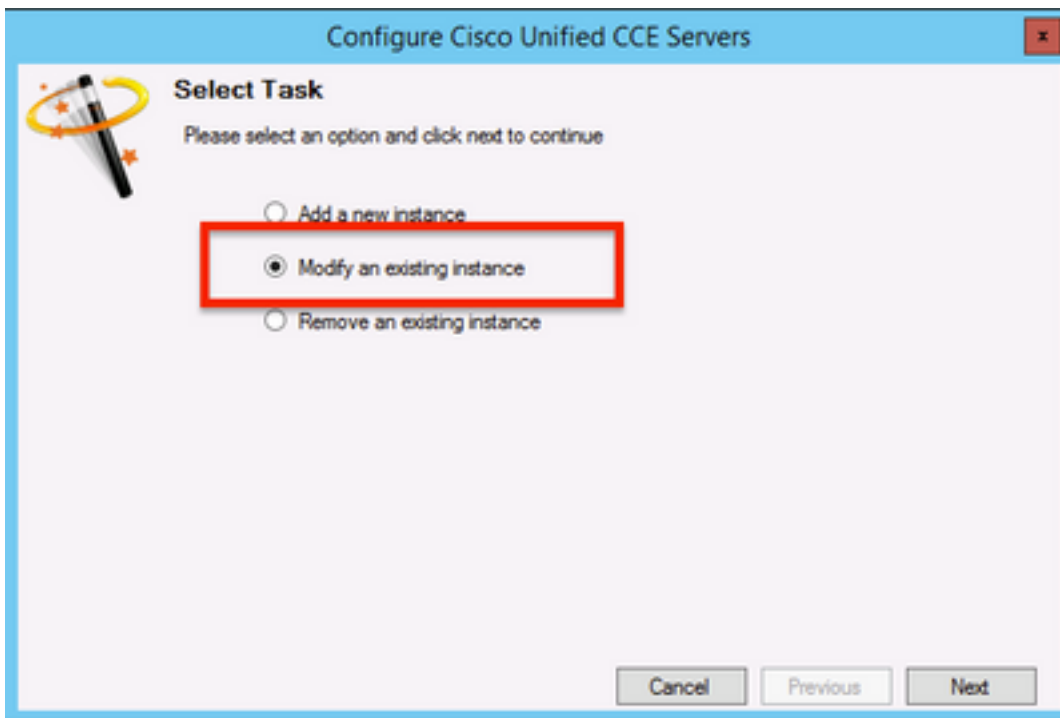 Configure Cisco Unified CCE Servers
x
Select Task
Please select an option and click next to continue
Add a new instance
Modify an existing instance
Remove an existing instance
Cancel Previous Next